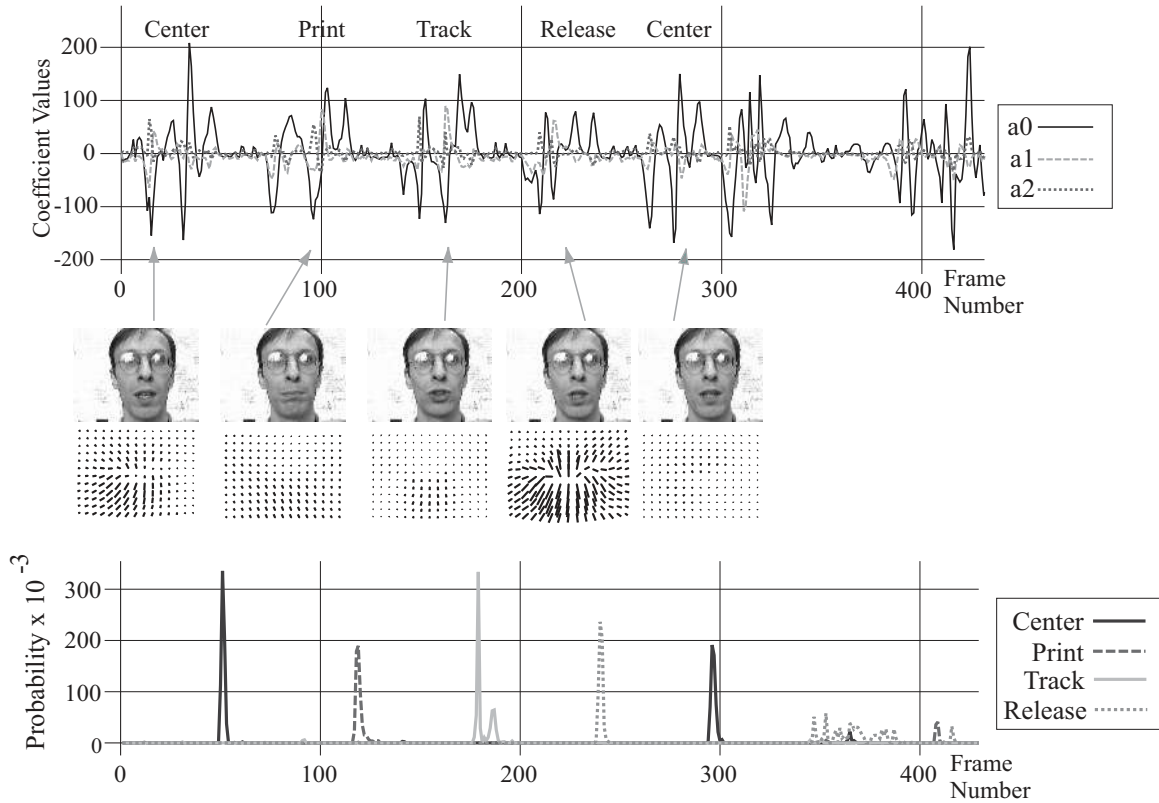 Center Print Track Release Center
Coefficient Values
200
100
0
-100
-200
0 100 200 300 400 Frame Number
a0
a1
a2
Probability x 10 -3
300
200
100
0
0 100 200 300 400 Frame Number
Center
Print
Track
Release